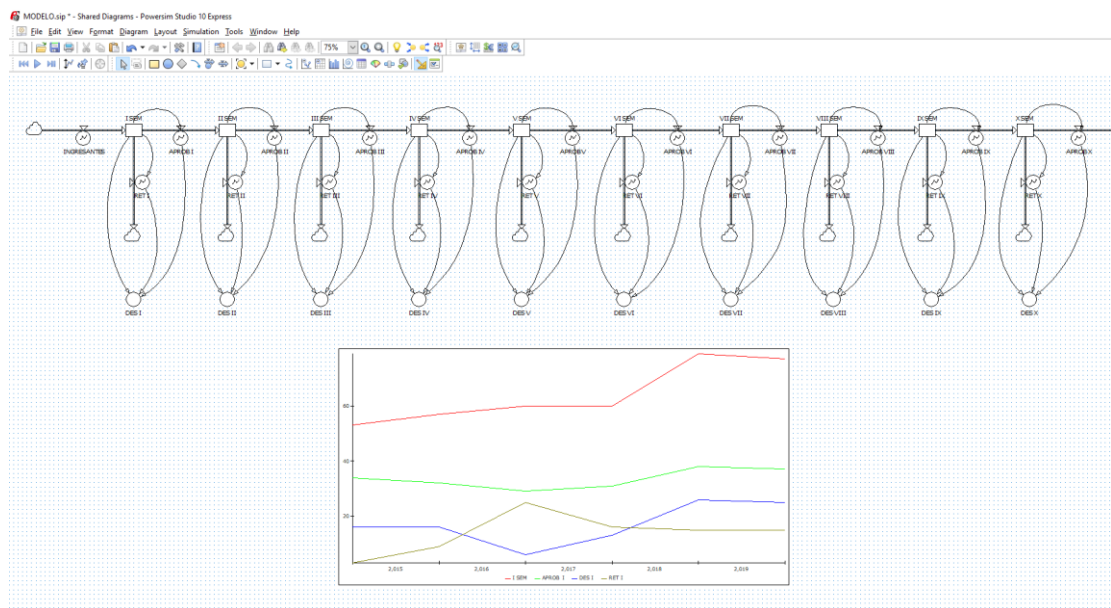 MODELO.sip * - Shared Diagrams - Powersim Studio 10 Express
File Edit View Format Diagram Layout Simulation Tools Window Help
75%
I SEM II SEM III SEM IV SEM V SEM VI SEM VII SEM VIII SEM IX SEM X SEM
INGRESANTES APROB I APROB II APROB III APROB IV APROB V APROB VI APROB VII APROB VIII APROB IX APROB X
RET I RET II RET III RET IV RET V RET VI RET VII RET VIII RET IX RET X
DES I DES II DES III DES IV DES V DES VI DES VII DES VIII DES IX DES X
60
40
20
2,015 2,016 2,017 2,018 2,019
I SEM APROB I DES I RET I